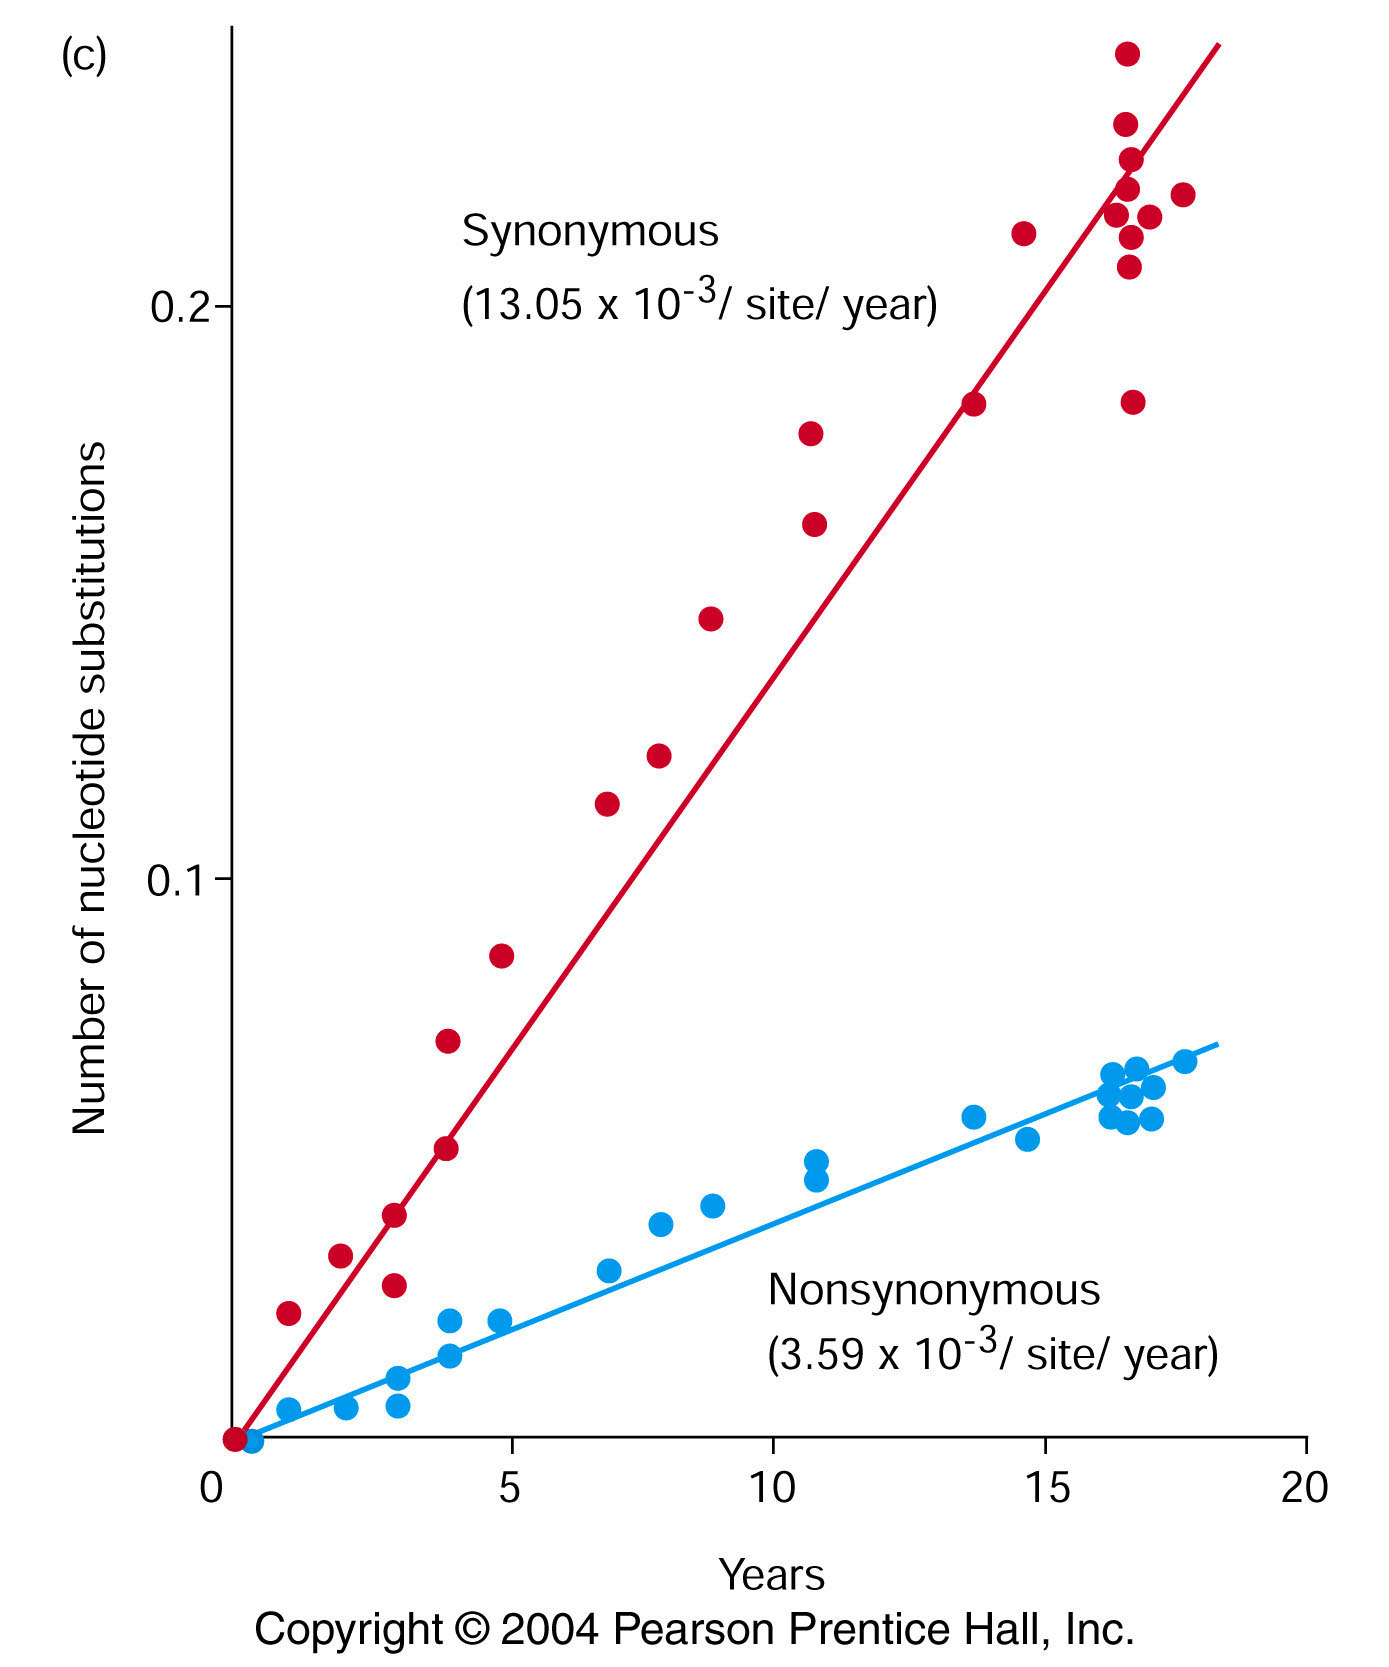 (c)
Synonymous
(13.05 x 10⁻³/ site/ year)
0.2
0.1
Number of nucleotide substitutions
Nonsynonymous
(3.59 x 10⁻³/ site/ year)
0 5 10 15 20
Years
Copyright © 2004 Pearson Prentice Hall, Inc.